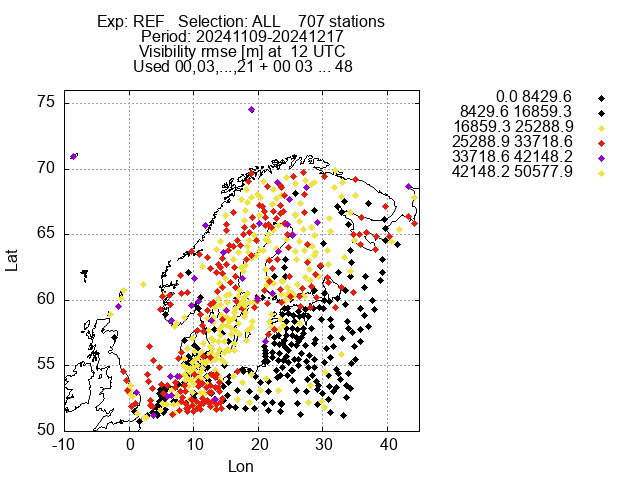 Exp: REF   Selection: ALL    707 stations
Period: 20241109-20241217
Visibility rmse [m] at  12 UTC
Used 00,03,...,21 + 00 03 ... 48
0.0 8429.6
8429.6 16859.3
16859.3 25288.9
25288.9 33718.6
33718.6 42148.2
42148.2 50577.9
75
70
65
60
55
50
Lat
-10 0 10 20 30 40
Lon